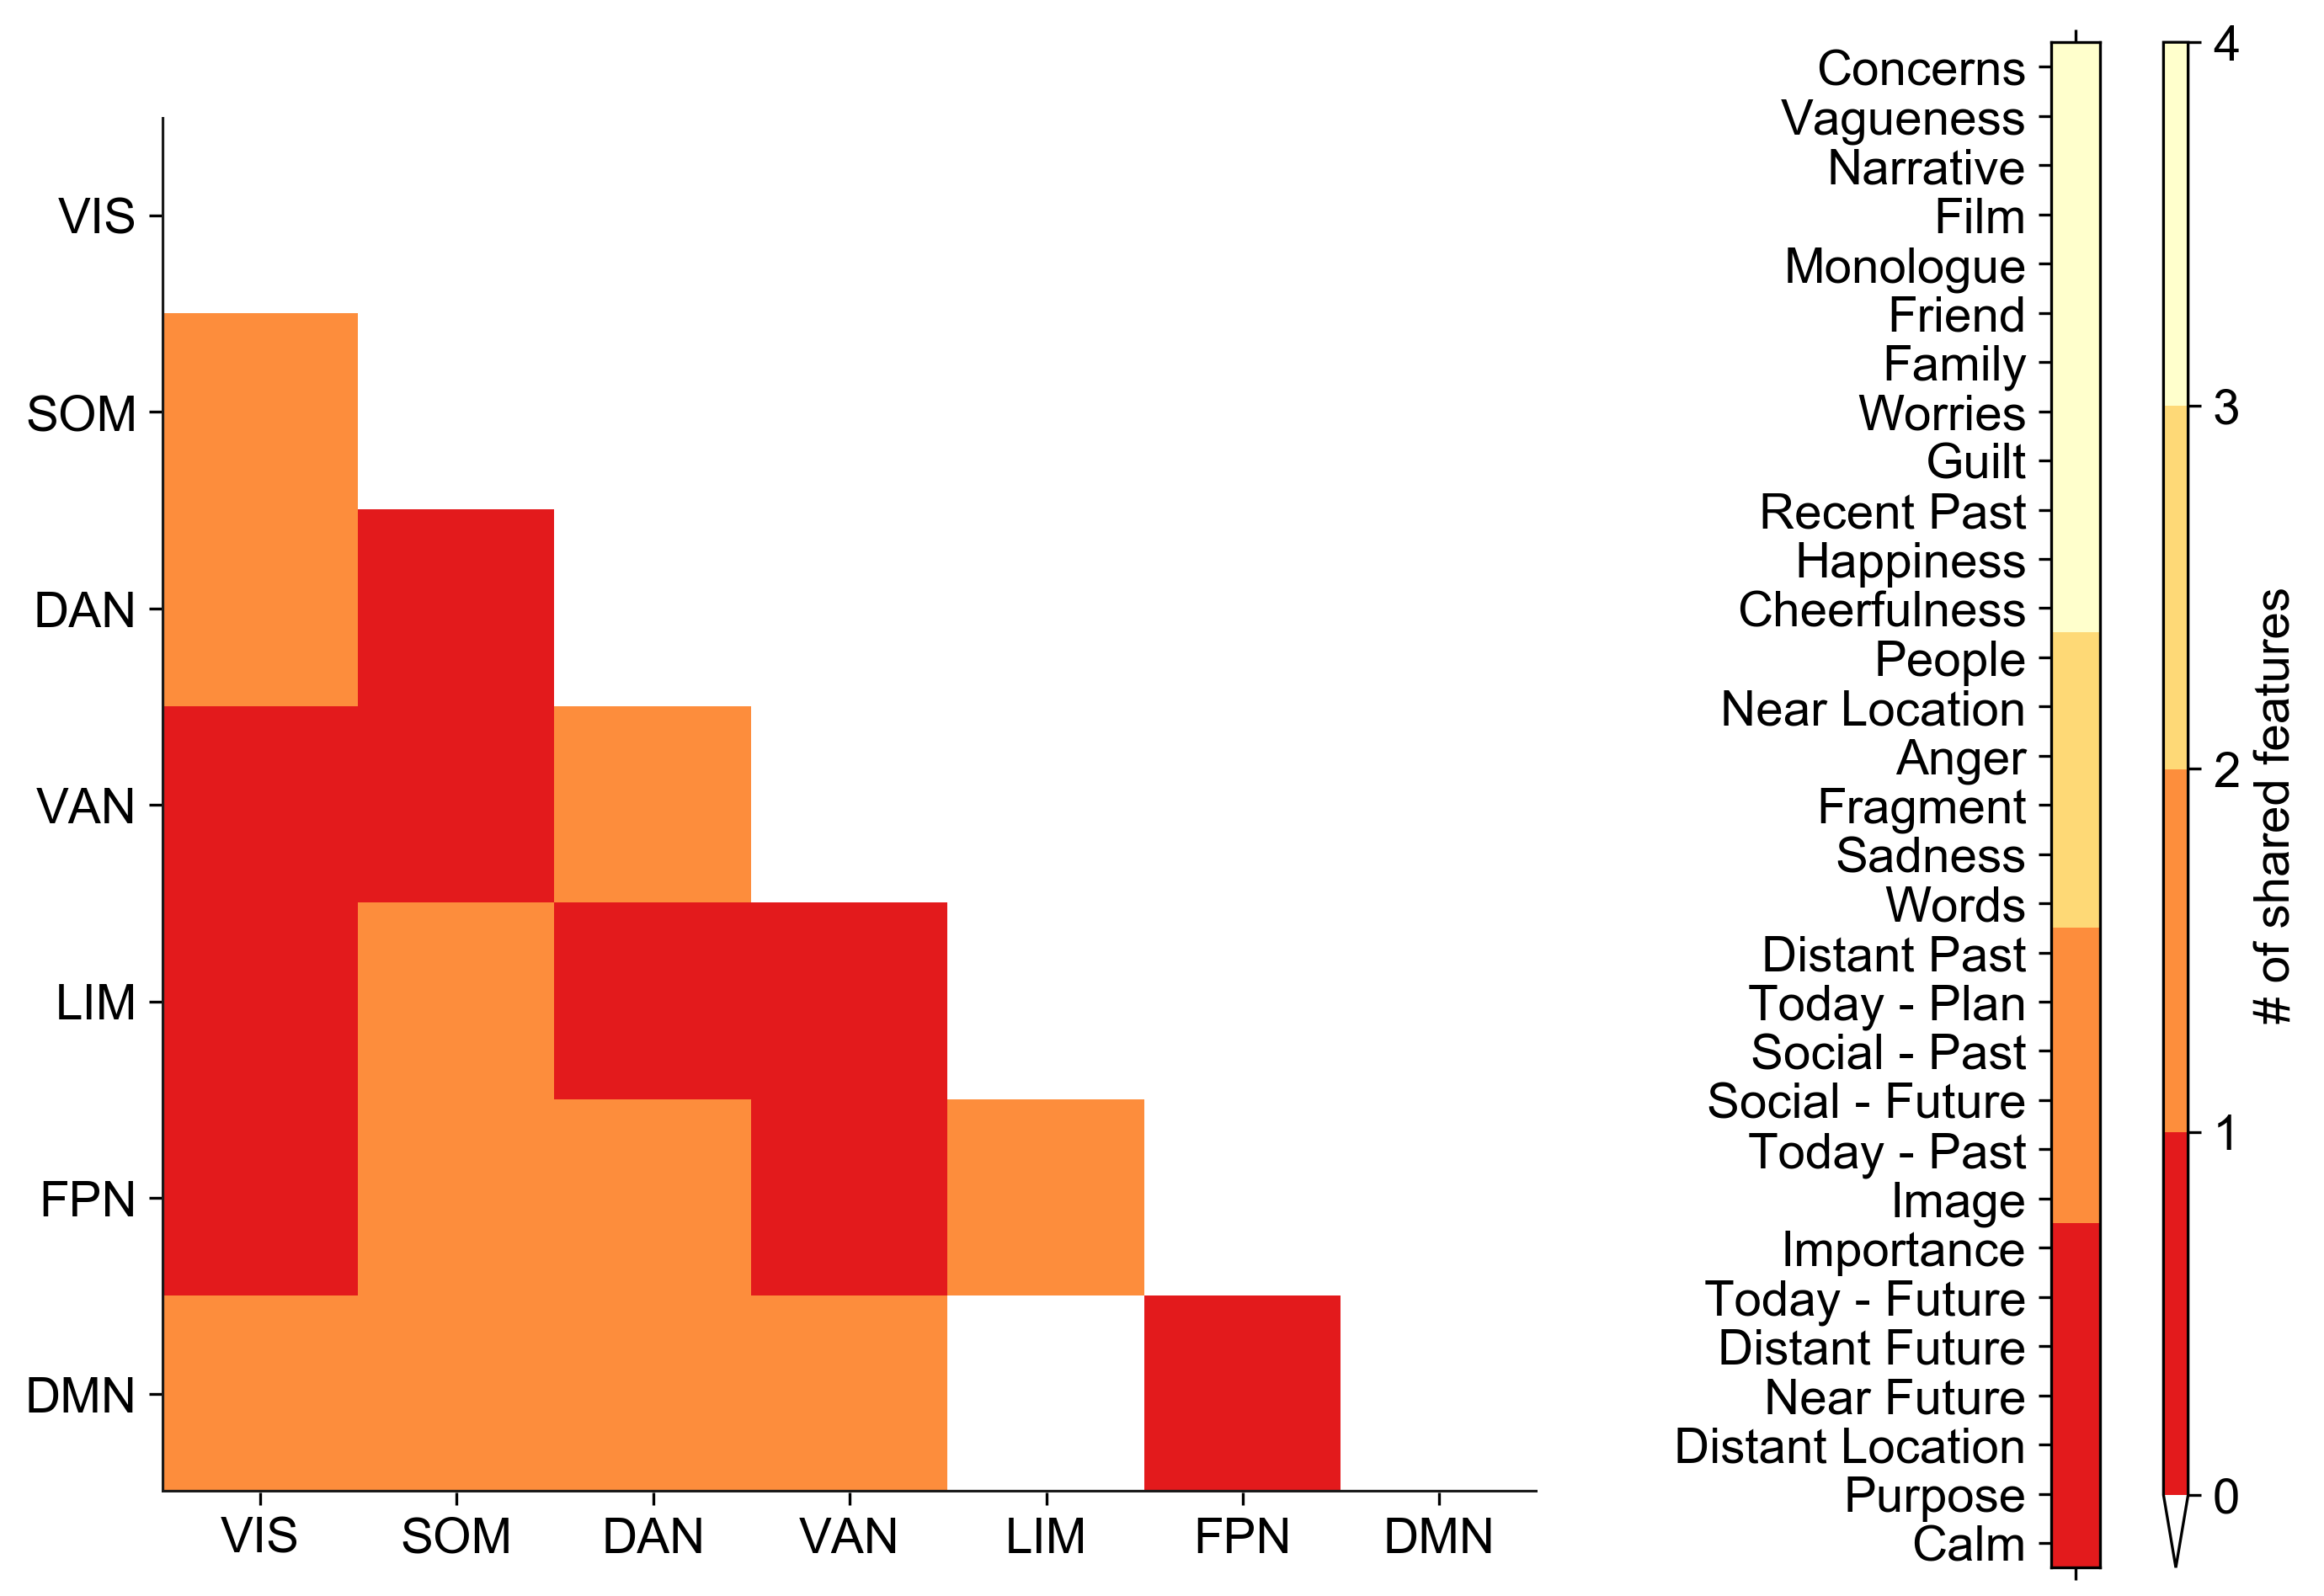 VIS
SOM
DAN
VAN
LIM
FPN
DMN
VIS SOM DAN VAN LIM FPN DMN
Concerns
Vagueness
Narrative
Film
Monologue
Friend
Family
Worries
Guilt
Recent Past
Happiness
Cheerfulness
People
Near Location
Anger
Fragment
Sadness
Words
Distant Past
Today - Plan
Social - Past
Social - Future
Today - Past
Image
Importance
Today - Future
Distant Future
Near Future
Distant Location
Purpose
Calm
4
3
2
1
0
# of shared features